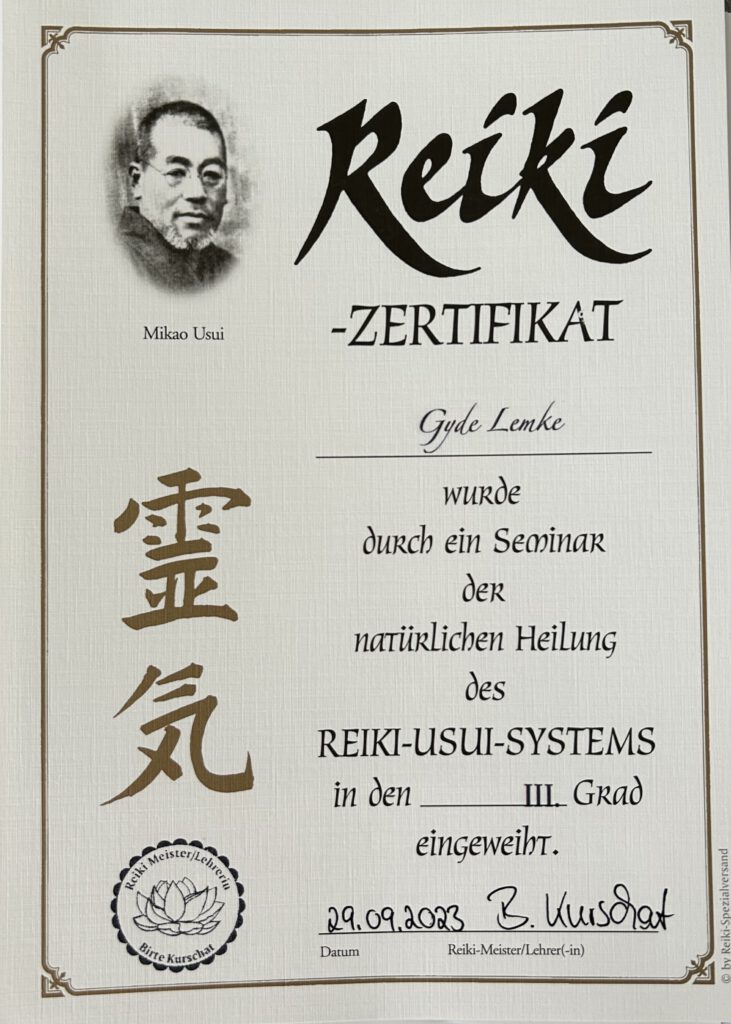 Reiki
-ZERTIFIKAT
Mikao Usui
Gyde Lemke
wurde
durch ein Seminar
der
natürlichen Heilung
des
REIKI-USUI-SYSTEMS
in den III. Grad
eingeweiht.
霊
気
Reiki Meister/Lehrerin
Birte Kurschat
29.09.2023 B. Kurschat
Datum Reiki-Meister/Lehrer(-in)
© by Reiki-Spezialversand